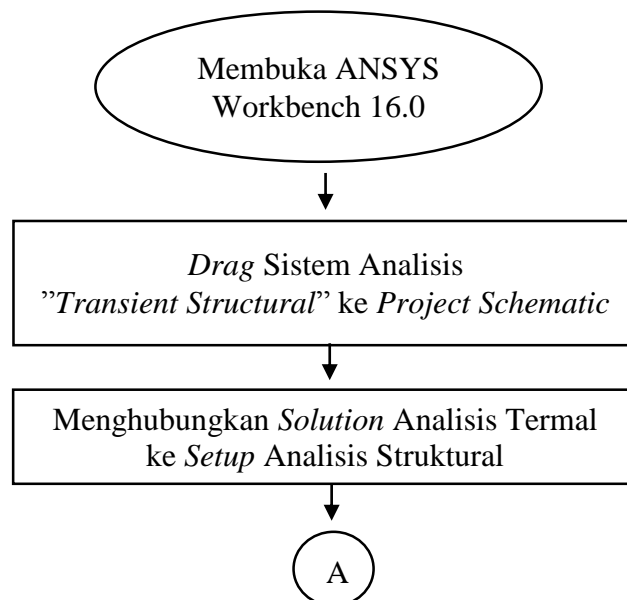 Membuka ANSYS
Workbench 16.0
Drag Sistem Analisis
”Transient Structural” ke Project Schematic
Menghubungkan Solution Analisis Termal
ke Setup Analisis Struktural
A